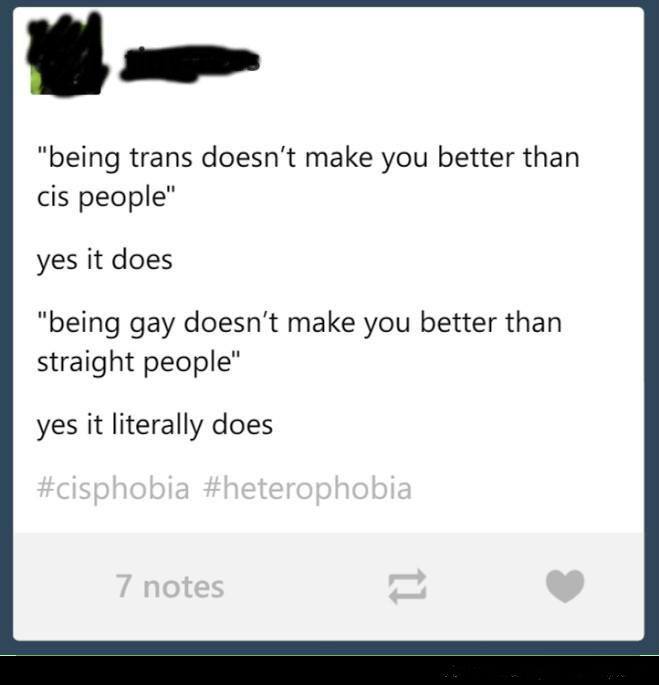 "being trans doesn't make you better than
cis people"
yes it does
"being gay doesn't make you better than
straight people"
yes it literally does
#cisphobia #heterophobia
7 notes